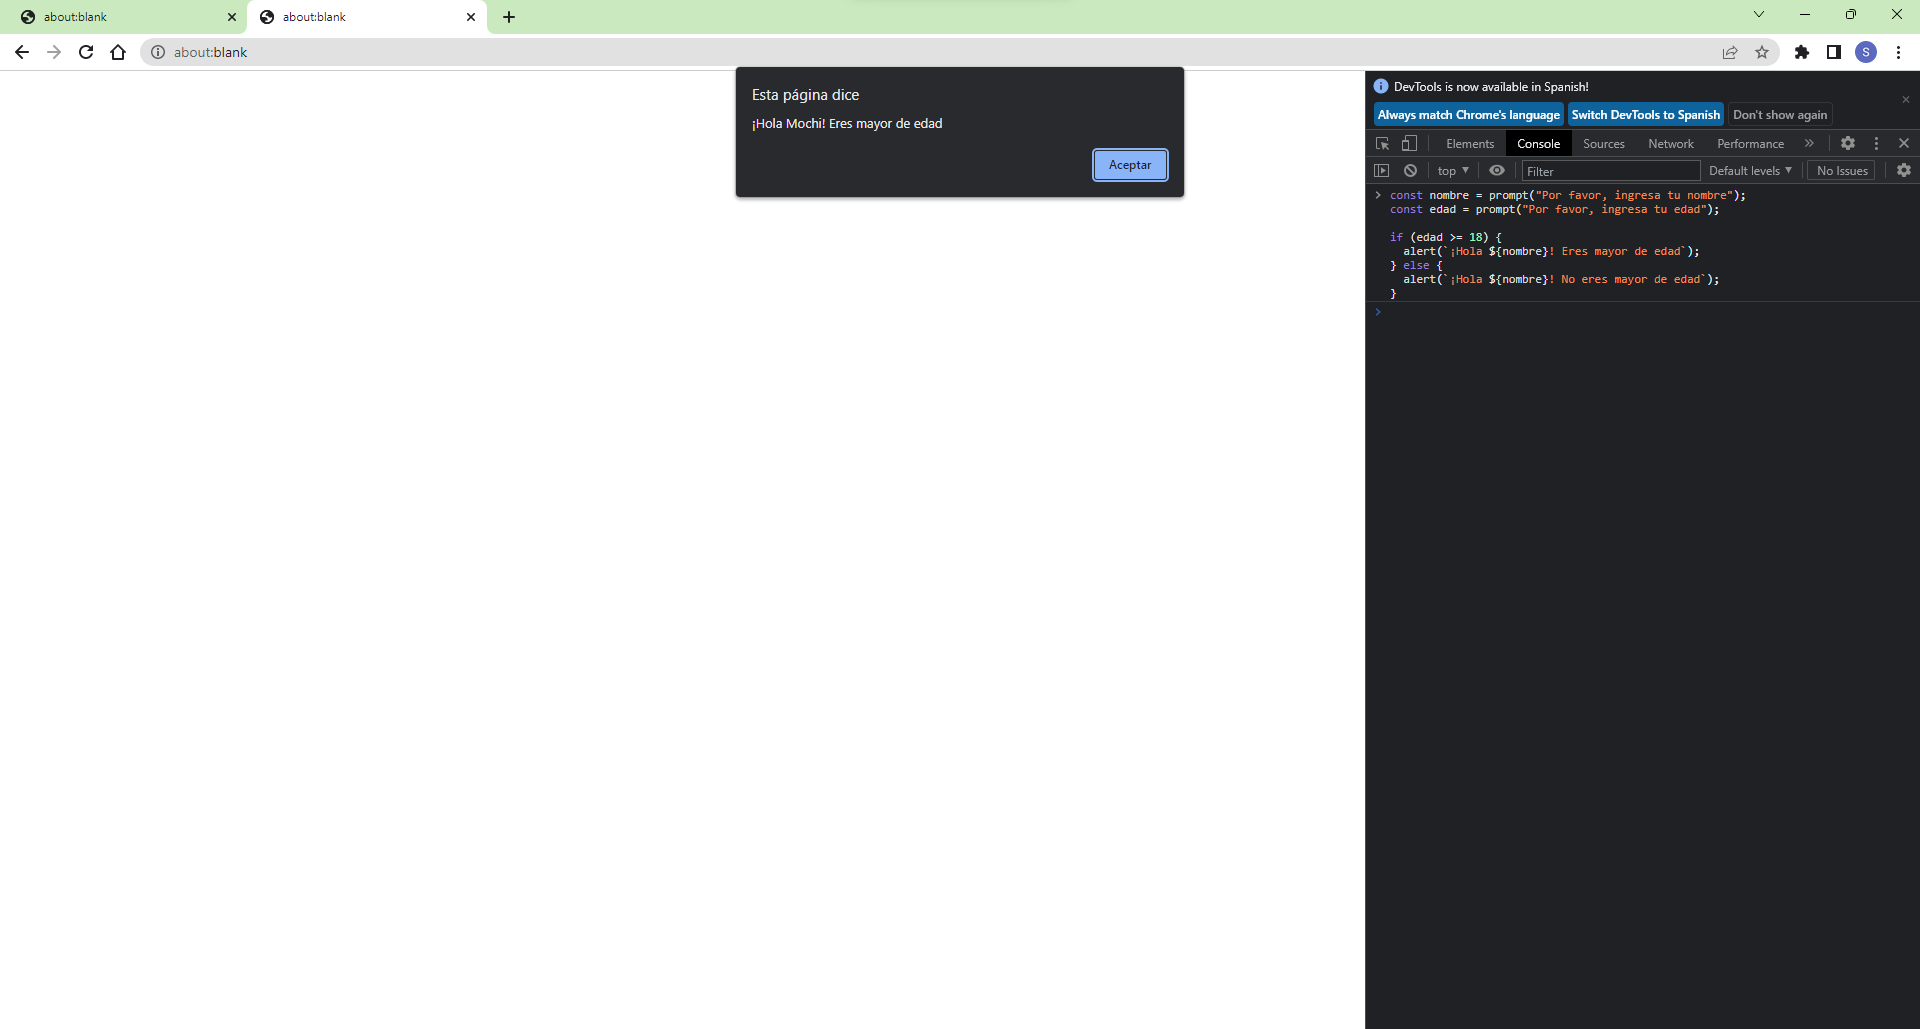 about:blank
about:blank
about:blank
S
Esta página dice
¡Hola Mochi! Eres mayor de edad
Aceptar
DevTools is now available in Spanish!
Always match Chrome's language Switch DevTools to Spanish Don't show again
Elements Console Sources Network Performance
top Filter Default levels No Issues
const nombre = prompt("Por favor, ingresa tu nombre");
const edad = prompt("Por favor, ingresa tu edad");
if (edad >= 18) {
alert(`¡Hola ${nombre}! Eres mayor de edad`);
} else {
alert(`¡Hola ${nombre}! No eres mayor de edad`);
}